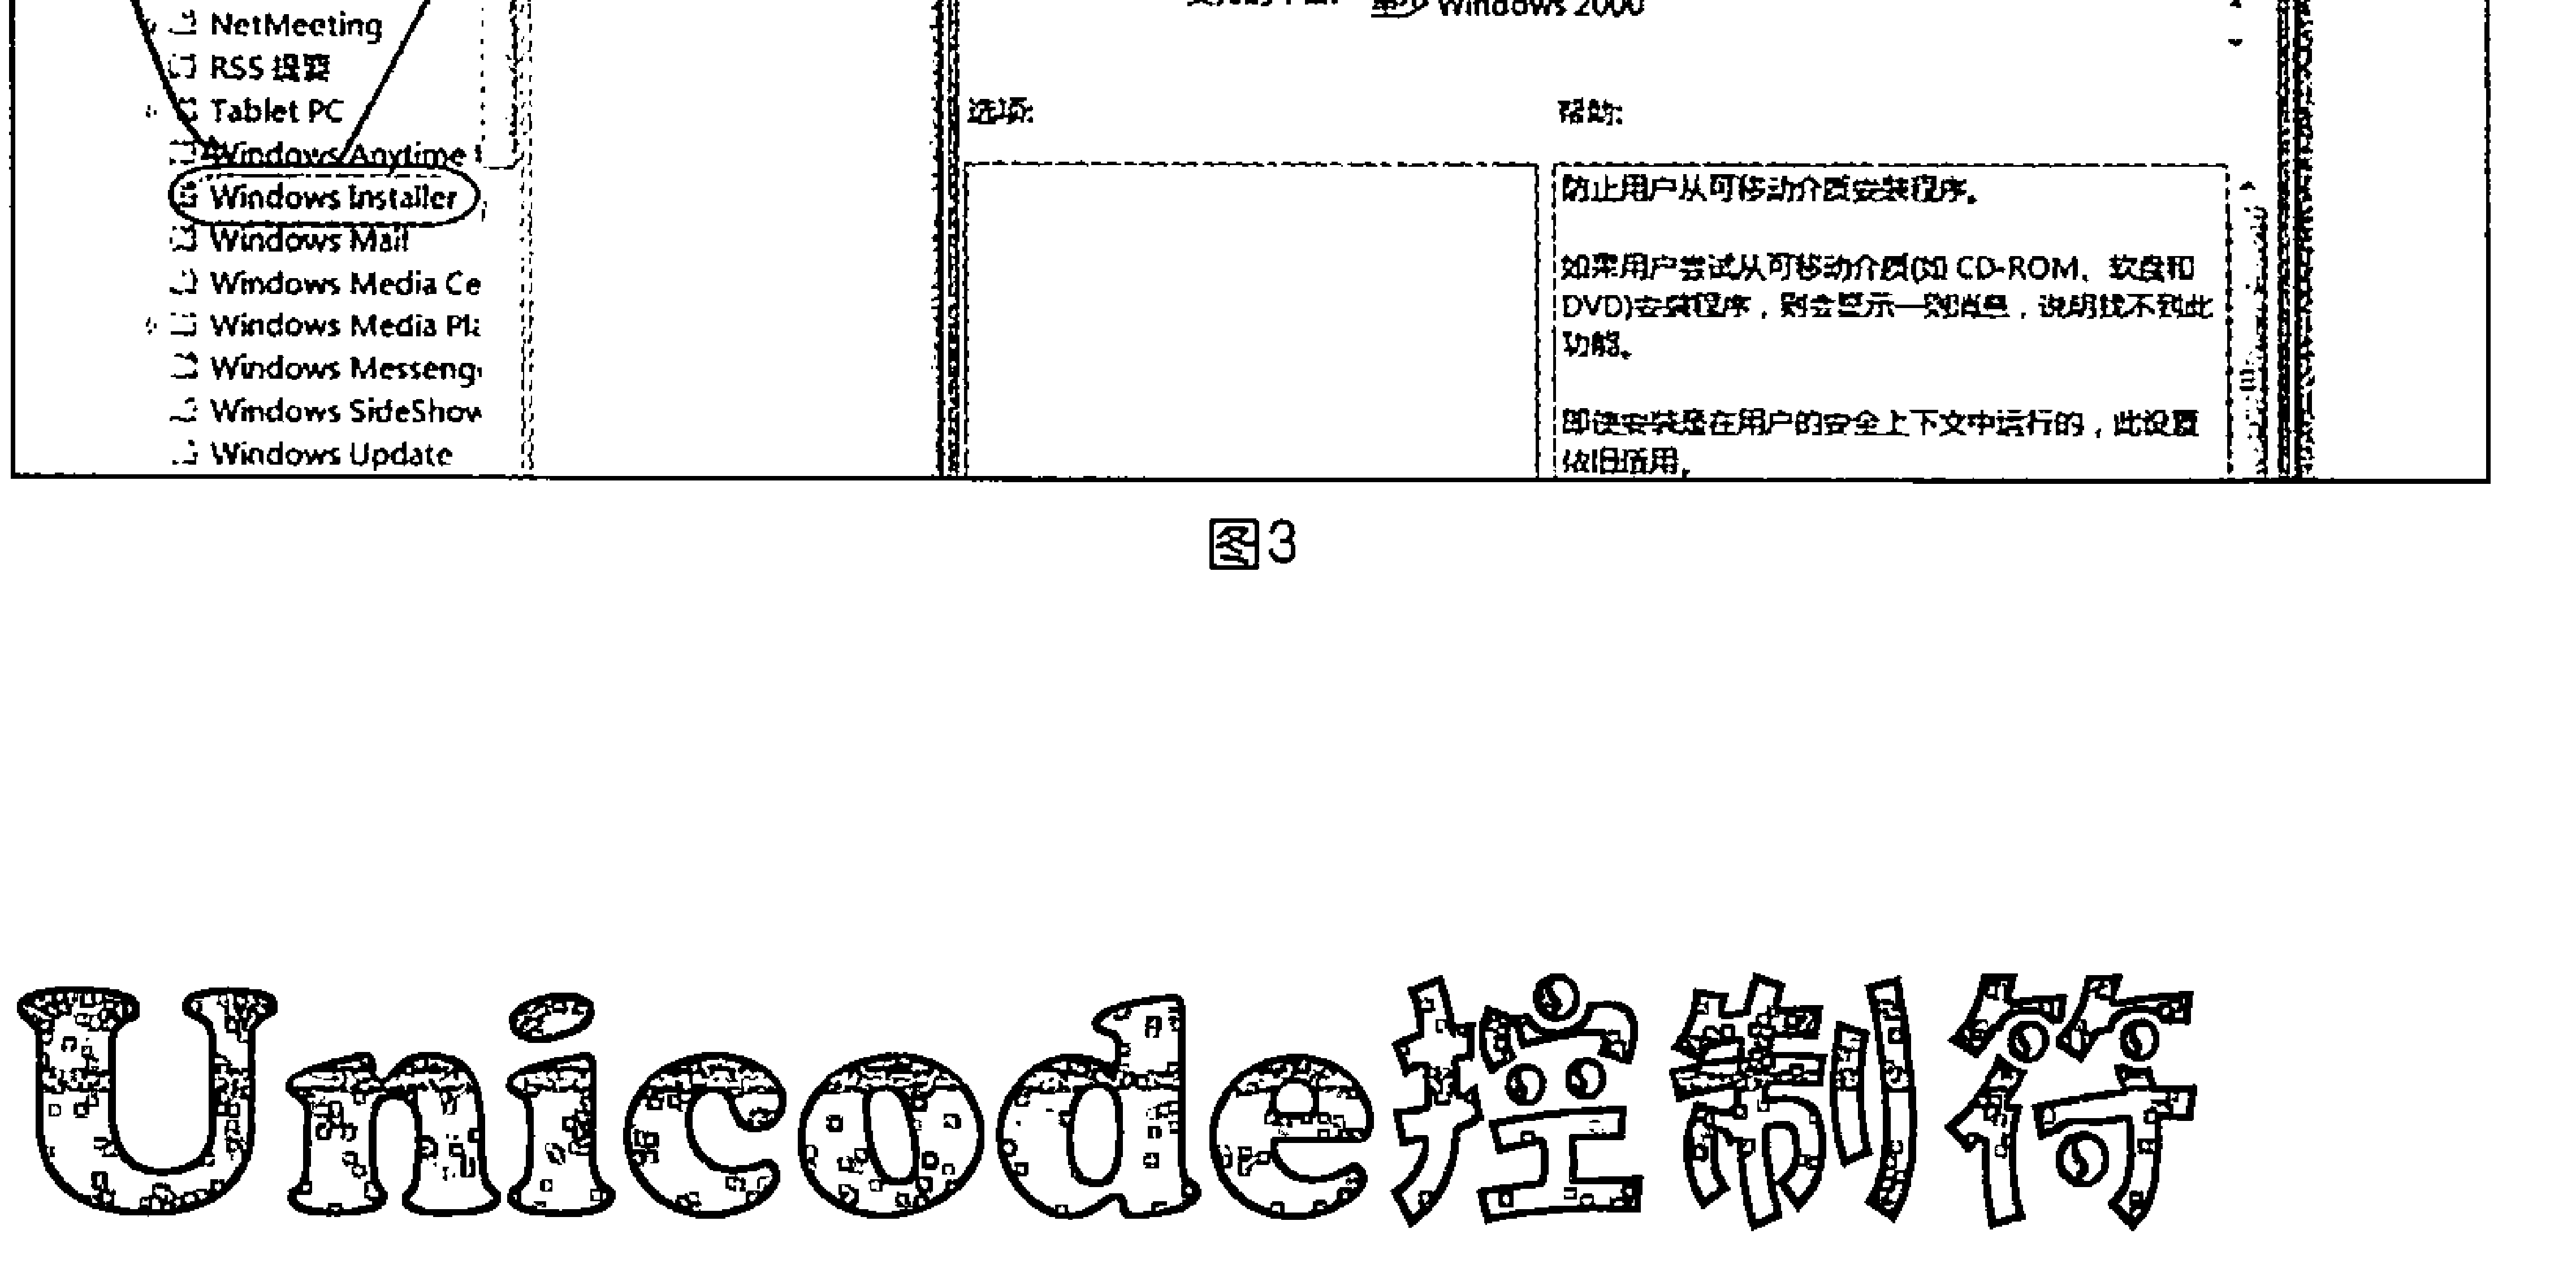 Windows 2000
NetMeeting
RSS 提要
Tablet PC
Windows Anytime
Windows Installer
Windows Mail
Windows Media Ce
Windows Media Pla
Windows Messeng
Windows SideShow
Windows Update
选项:
帮助:
防止用户从可移动介质安装程序。
如果用户尝试从可移动介质(如 CD-ROM、软盘和
DVD)安装程序，则会显示一则消息，说明找不到此
功能。
即使安装是在用户的安全上下文中运行的，此设置
依旧适用。
图3
Unicode控制符